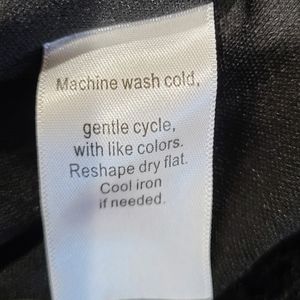 Machine wash cold,
gentle cycle,
with like colors.
Reshape dry flat.
Cool iron
if needed.